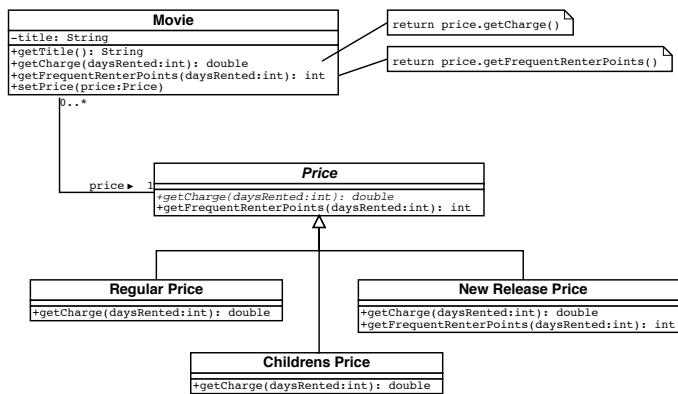 Movie
-title: String
+getTitle(): String
+getCharge(daysRented:int): double
+getFrequentRenterPoints(daysRented:int): int
+setPrice(price:Price)
return price.getCharge()
return price.getFrequentRenterPoints()
0..*
price▶ 1
Price
+getCharge(daysRented:int): double
+getFrequentRenterPoints(daysRented:int): int
Regular Price
+getCharge(daysRented:int): double
New Release Price
+getCharge(daysRented:int): double
+getFrequentRenterPoints(daysRented:int): int
Childrens Price
+getCharge(daysRented:int): double